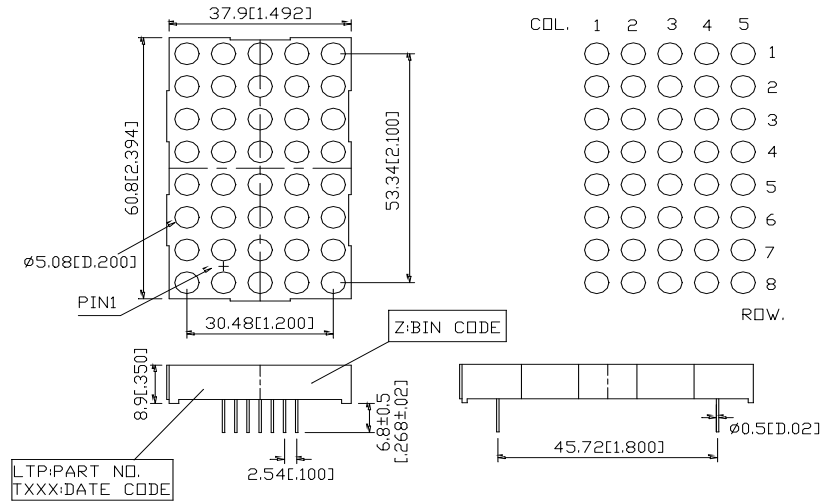 37.9[1.492]
COL. 1 2 3 4 5
1
2
3
4
5
6
7
8
ROW.
60.8[2.394]
53.34[2.100]
Ø5.08[0.200]
PIN1
30.48[1.200]
Z:BIN CODE
8.9[.350]
6.8±0.5
[.268±.02]
2.54[.100]
LTP:PART NO.
TXXX:DATE CODE
45.72[1.800]
Ø0.5[0.02]